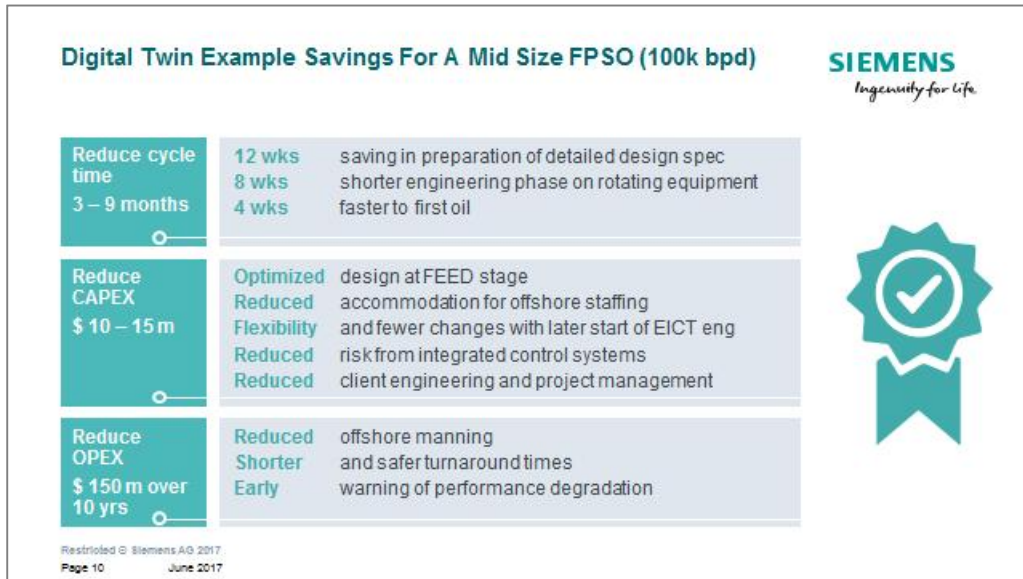 Digital Twin Example Savings For A Mid Size FPSO (100k bpd)
SIEMENS
Ingenuity for life
Reduce cycle
time
3 – 9 months
12 wks saving in preparation of detailed design spec
8 wks shorter engineering phase on rotating equipment
4 wks faster to first oil
Reduce
CAPEX
$ 10 – 15 m
Optimized design at FEED stage
Reduced accommodation for offshore staffing
Flexibility and fewer changes with later start of EICT eng
Reduced risk from integrated control systems
Reduced client engineering and project management
Reduce
OPEX
$ 150 m over
10 yrs
Reduced offshore manning
Shorter and safer turnaround times
Early warning of performance degradation
Restricted © Siemens AG 2017
Page 10 June 2017